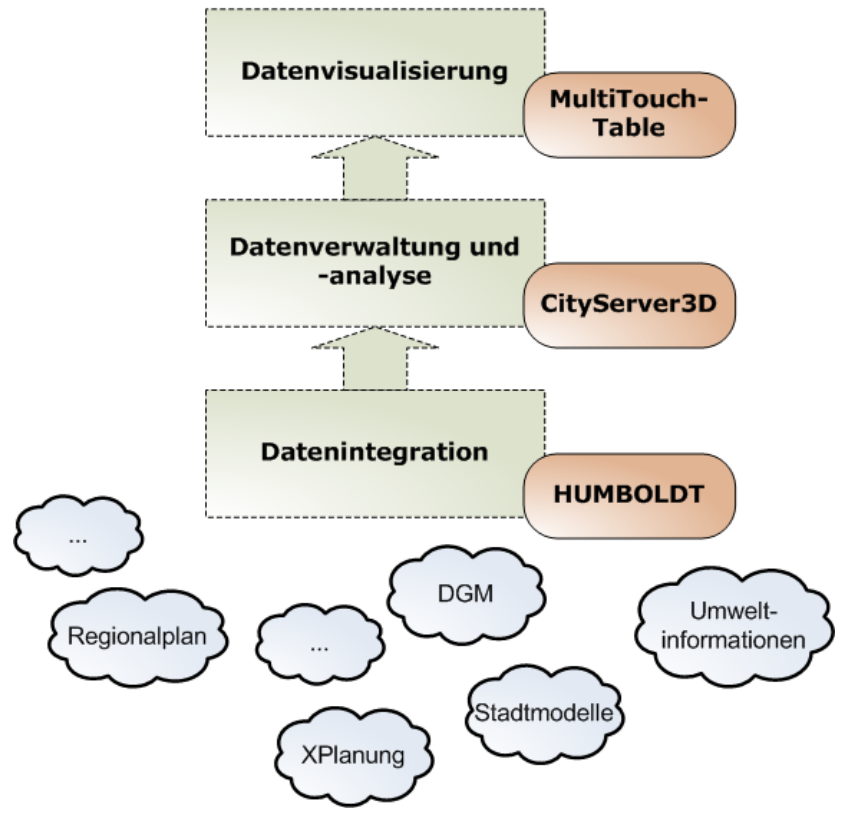 Datenvisualisierung
MultiTouch-
Table
Datenverwaltung und
-analyse
CityServer3D
Datenintegration
HUMBOLDT
...
DGM
Regionalplan
...
Umwelt-
informationen
Stadtmodelle
XPlanung